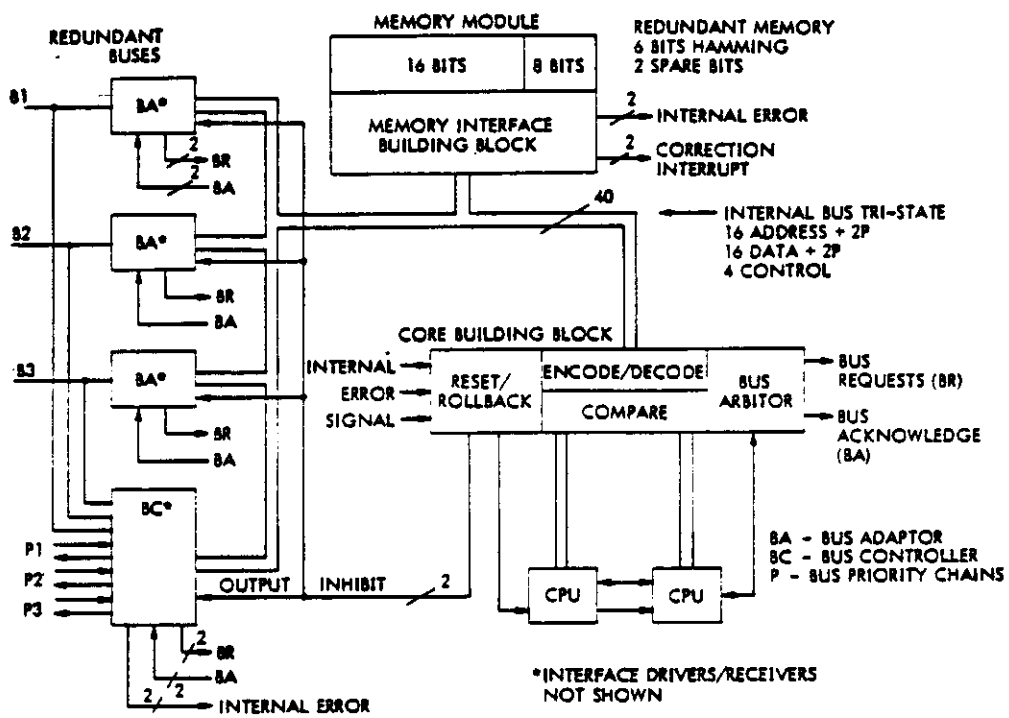 MEMORY MODULE
REDUNDANT BUSES
REDUNDANT MEMORY
6 BITS HAMMING
2 SPARE BITS
16 BITS
8 BITS
MEMORY INTERFACE
BUILDING BLOCK
2
INTERNAL ERROR
2
CORRECTION
INTERRUPT
B1
BA*
2
BR
2
BA
40
INTERNAL BUS TRI-STATE
16 ADDRESS + 2P
16 DATA + 2P
4 CONTROL
B2
BA*
BR
BA
B3
BA*
BR
BA
CORE BUILDING BLOCK
INTERNAL
ERROR
SIGNAL
RESET/
ROLLBACK
ENCODE/DECODE
COMPARE
BUS
ARBITOR
BUS
REQUESTS (BR)
BUS
ACKNOWLEDGE
(BA)
BC*
P1
P2
P3
OUTPUT INHIBIT
2
CPU
CPU
BA - BUS ADAPTOR
BC - BUS CONTROLLER
P - BUS PRIORITY CHAINS
2
BR
2
BA
2
INTERNAL ERROR
*INTERFACE DRIVERS/RECEIVERS
NOT SHOWN